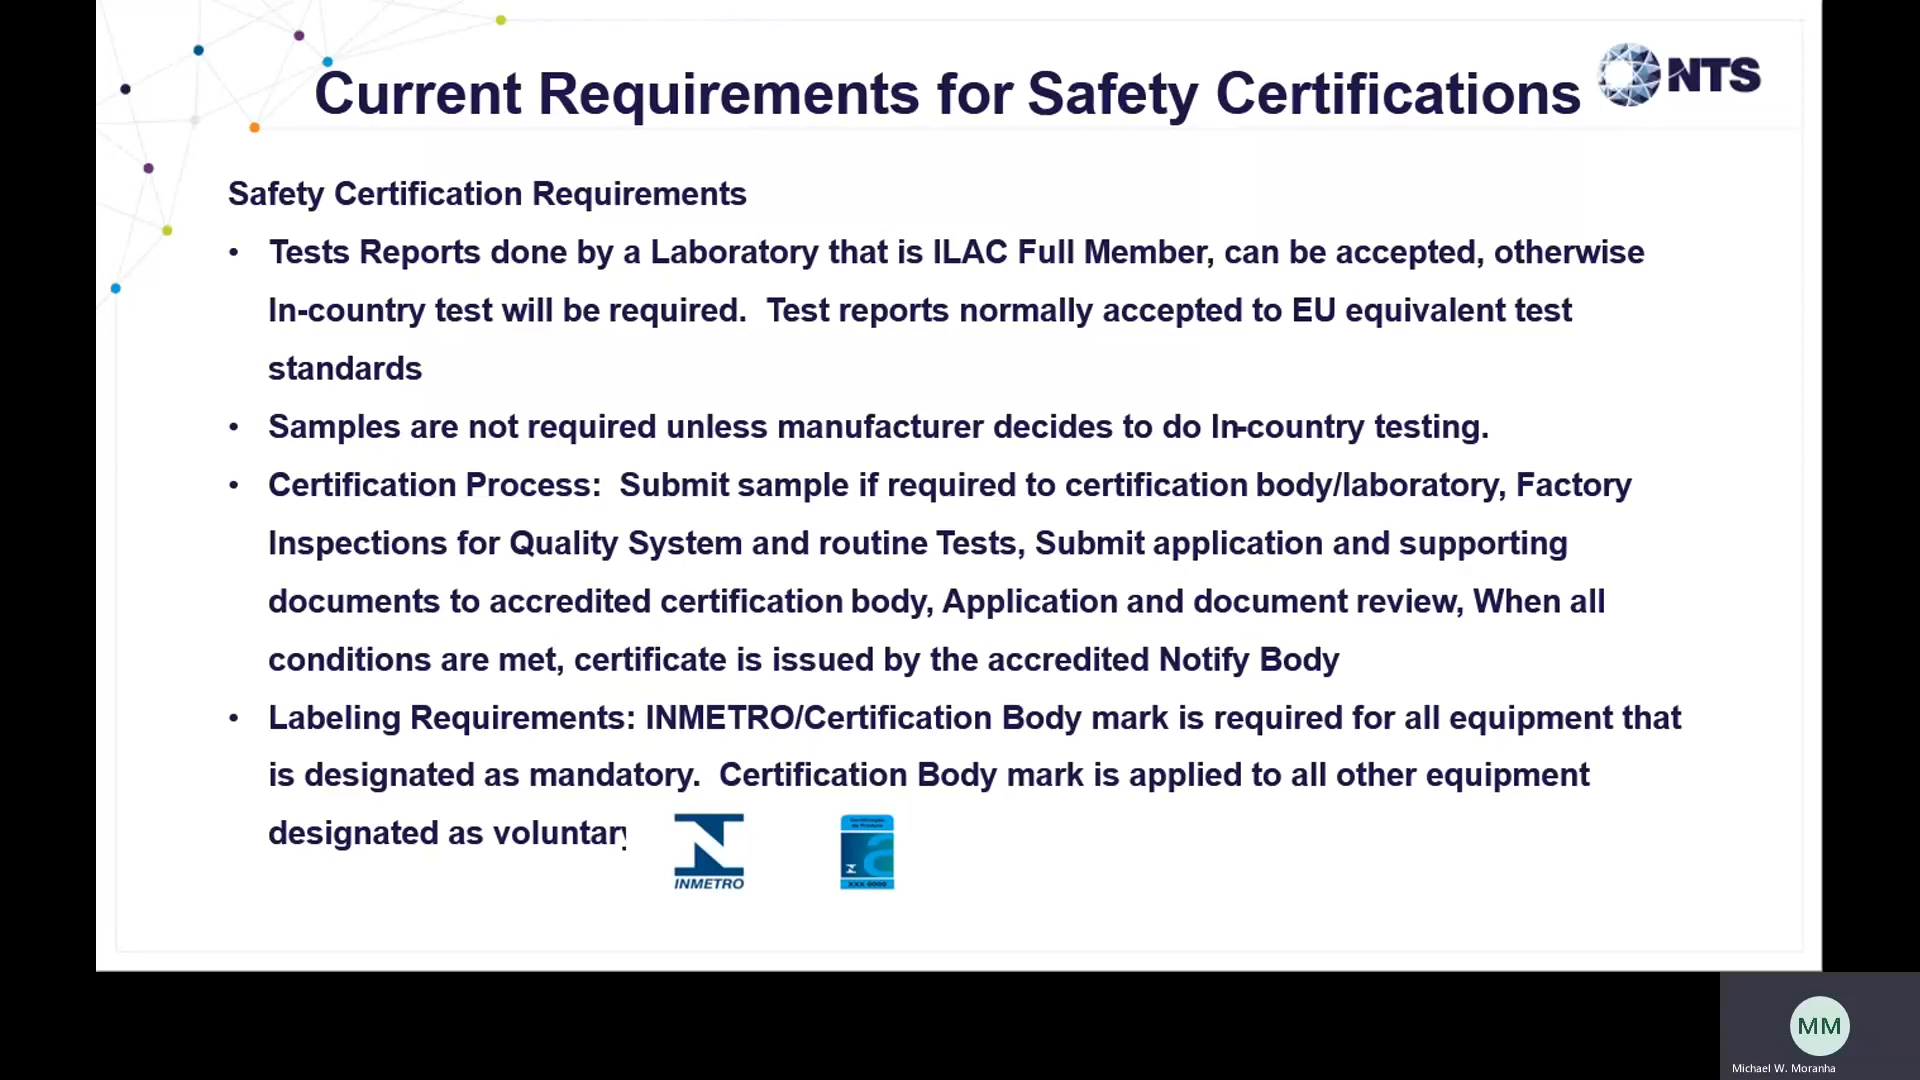 Current Requirements for Safety Certifications
NTS
Safety Certification Requirements
• Tests Reports done by a Laboratory that is ILAC Full Member, can be accepted, otherwise
In-country test will be required. Test reports normally accepted to EU equivalent test
standards
• Samples are not required unless manufacturer decides to do In-country testing.
• Certification Process: Submit sample if required to certification body/laboratory, Factory
Inspections for Quality System and routine Tests, Submit application and supporting
documents to accredited certification body, Application and document review, When all
conditions are met, certificate is issued by the accredited Notify Body
• Labeling Requirements: INMETRO/Certification Body mark is required for all equipment that
is designated as mandatory. Certification Body mark is applied to all other equipment
designated as voluntary
INMETRO
XXX 0000
MM
Michael W. Moranha